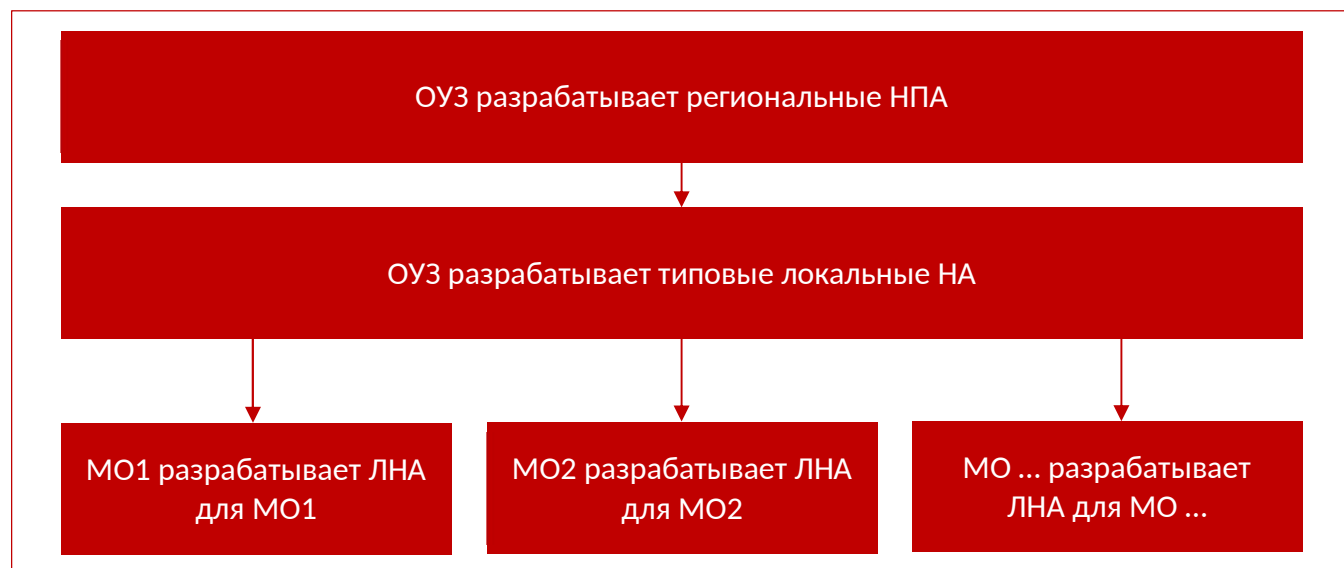 ОУЗ разрабатывает региональные НПА
ОУЗ разрабатывает типовые локальные НА
МО1 разрабатывает ЛНА
для МО1
МО2 разрабатывает ЛНА
для МО2
МО ... разрабатывает
ЛНА для МО ...